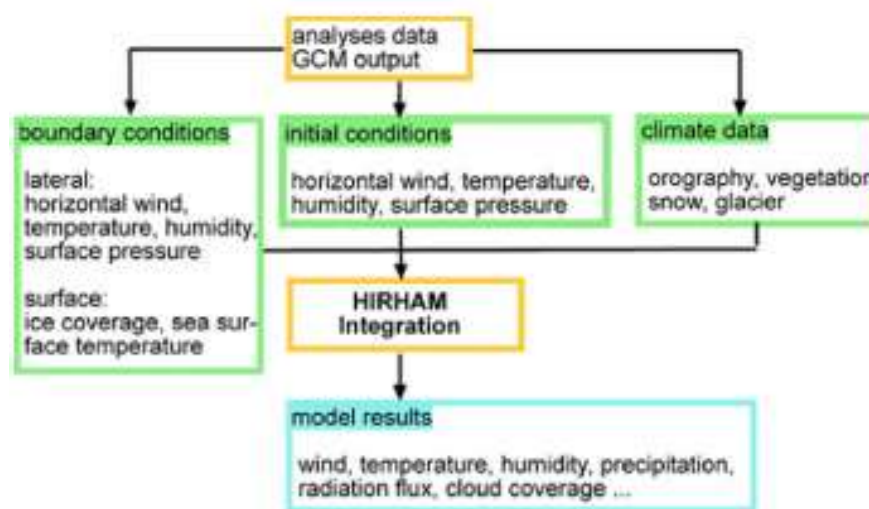 analyses data
GCM output
boundary conditions
lateral:
horizontal wind,
temperature, humidity,
surface pressure
surface:
ice coverage, sea sur-
face temperature
initial conditions
horizontal wind, temperature,
humidity, surface pressure
climate data
orography, vegetation
snow, glacier
HIRHAM
Integration
model results
wind, temperature, humidity, precipitation,
radiation flux, cloud coverage ...